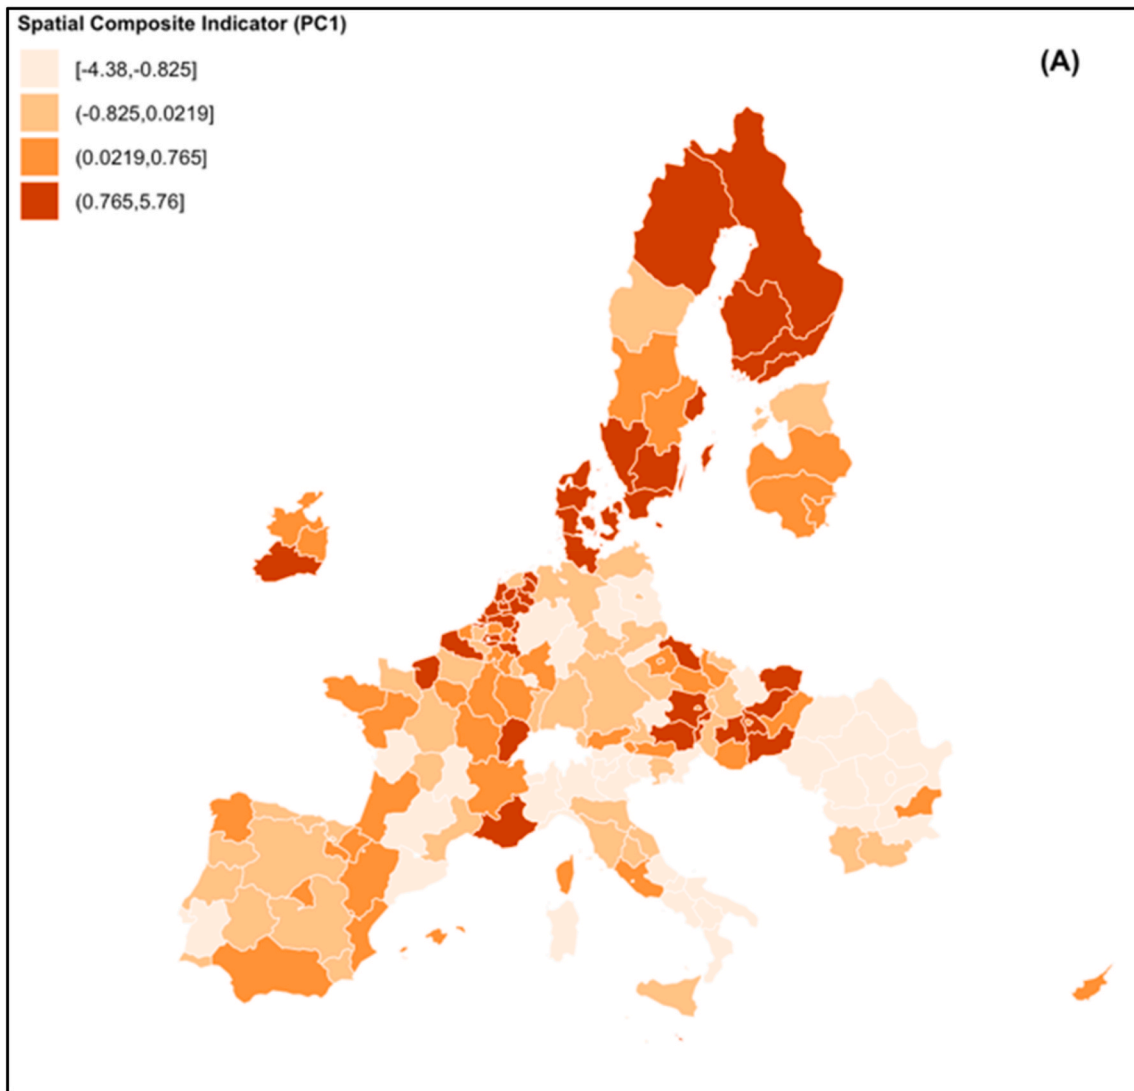 Spatial Composite Indicator (PC1)
(A)
[-4.38,-0.825]
(-0.825,0.0219]
(0.0219,0.765]
(0.765,5.76]